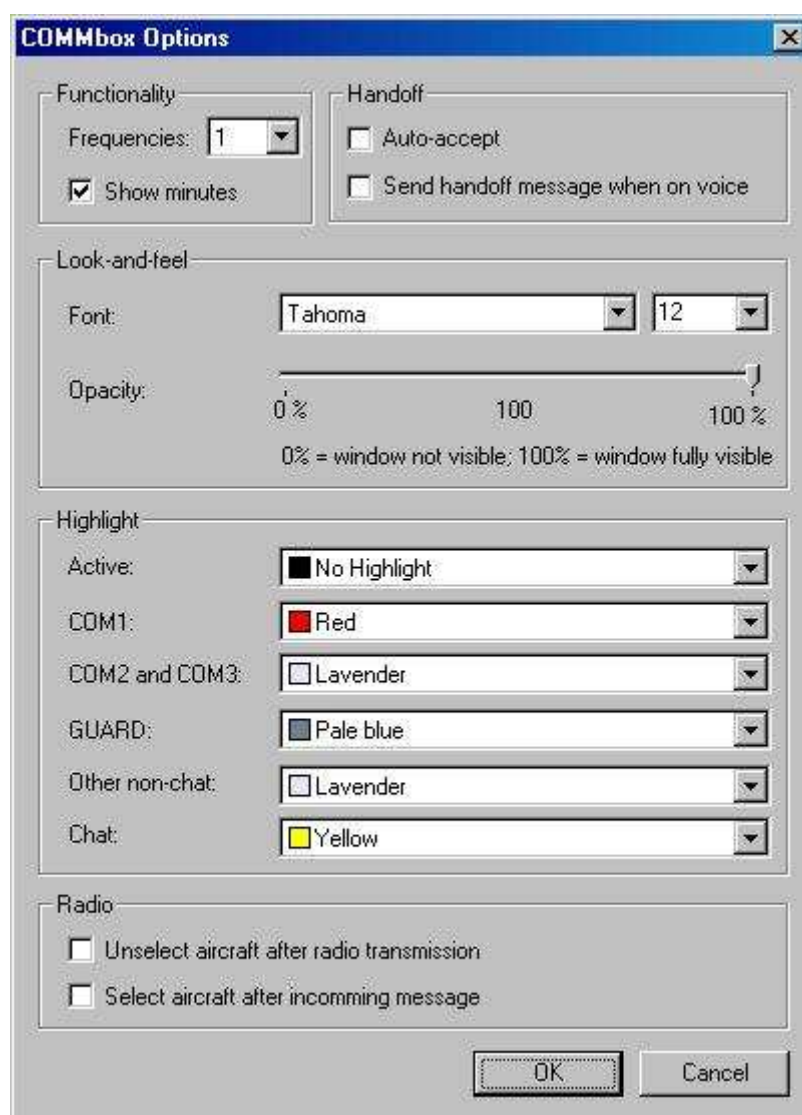 COMMbox Options
Functionality
Frequencies: 1
Show minutes
Handoff
Auto-accept
Send handoff message when on voice
Look-and-feel
Font: Tahoma 12
Opacity:
0 % 100 100 %
0% = window not visible; 100% = window fully visible
Highlight
Active: No Highlight
COM1: Red
COM2 and COM3: Lavender
GUARD: Pale blue
Other non-chat: Lavender
Chat: Yellow
Radio
Unselect aircraft after radio transmission
Select aircraft after incomming message
OK Cancel